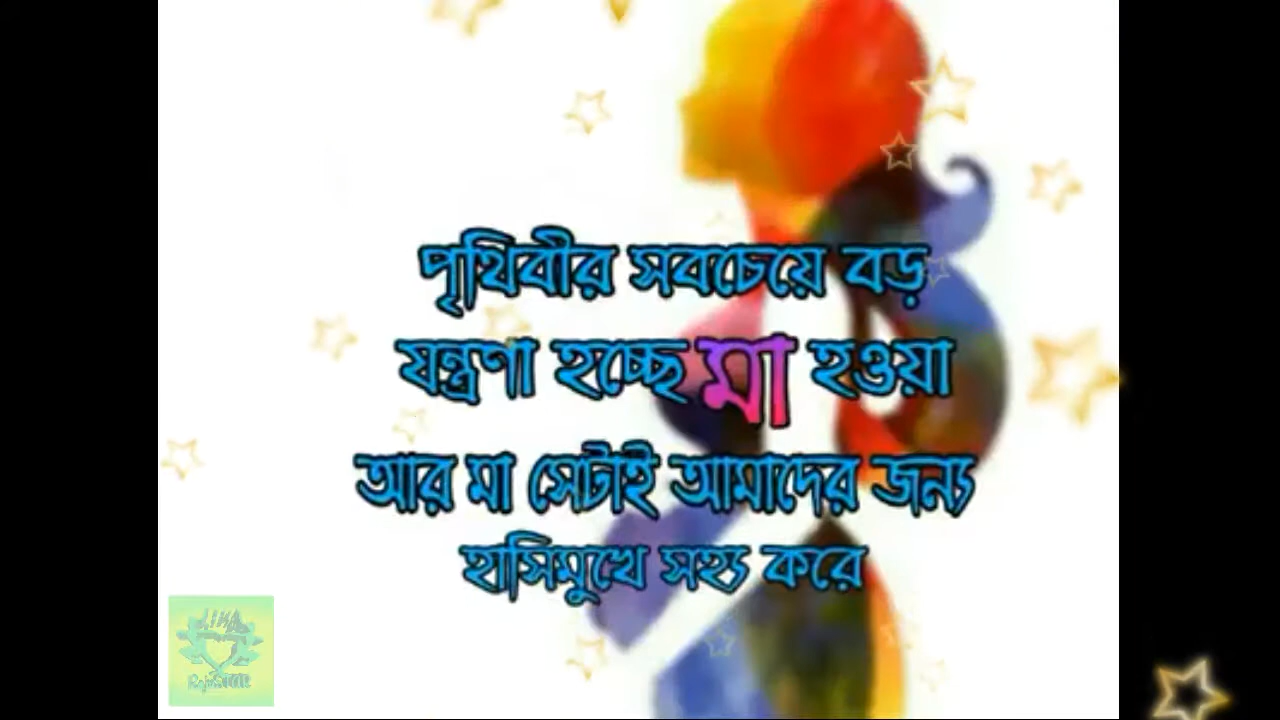 পৃথিবীর সবচেয়ে বড়
যন্ত্রণা হচ্ছে মা হওয়া
আর মা সেটাই আমাদের জন্য
হাসিমুখে সহ্য করে